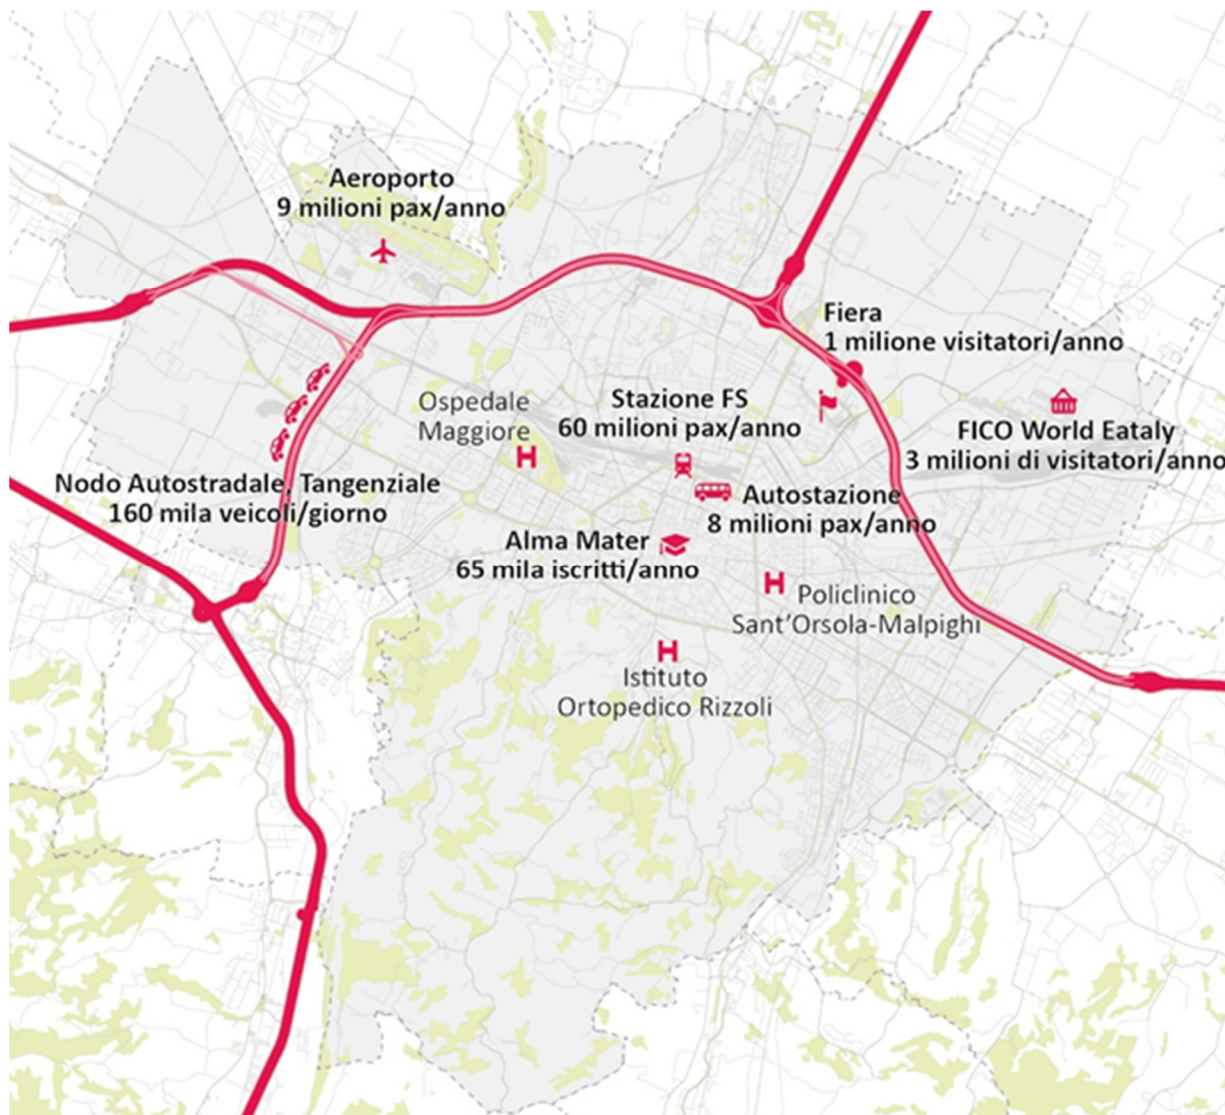 Aeroporto
9 milioni pax/anno
Fiera
1 milione visitatori/anno
Ospedale
Maggiore
H
Stazione FS
60 milioni pax/anno
FICO World Eataly
3 milioni di visitatori/anno
Nodo Autostradale, Tangenziale
160 mila veicoli/giorno
Autostazione
8 milioni pax/anno
Alma Mater
65 mila iscritti/anno
H
Policlinico
Sant'Orsola-Malpighi
H
Istituto
Ortopedico Rizzoli